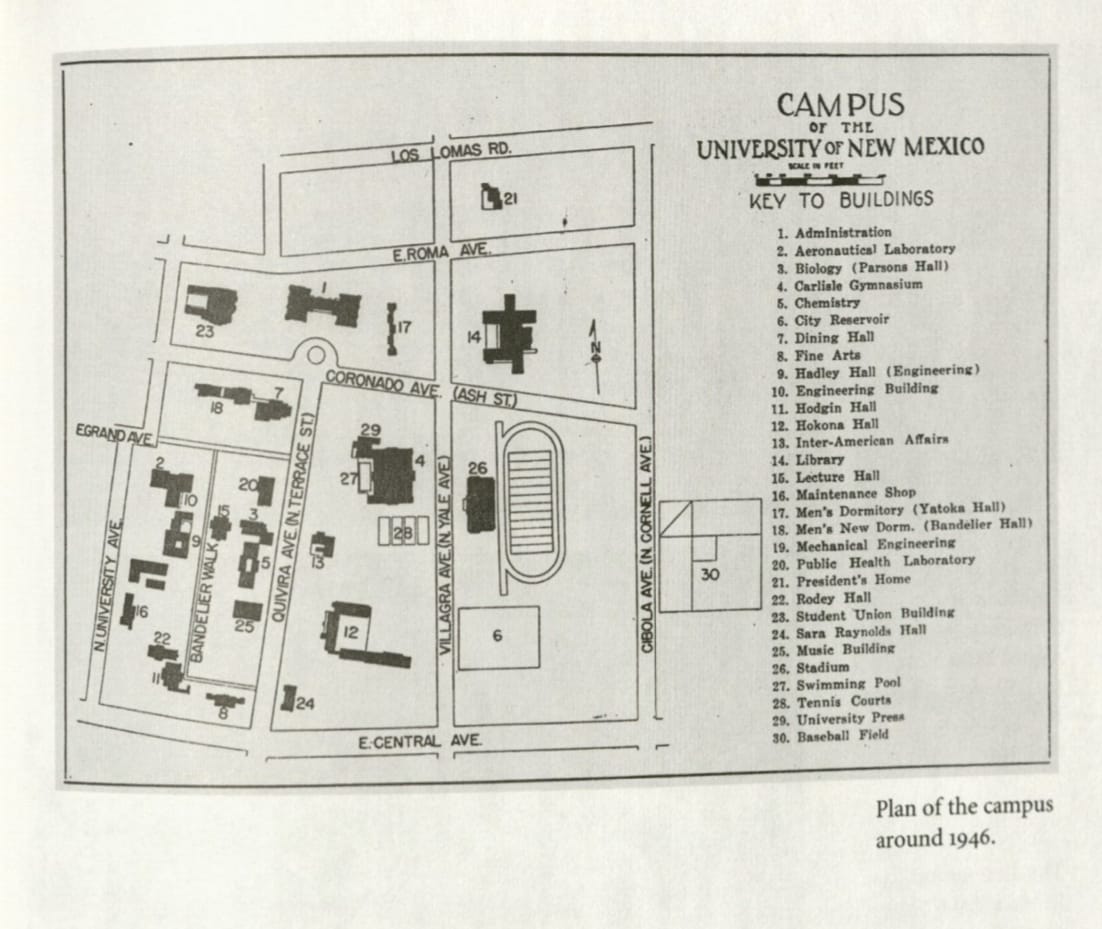 CAMPUS
OF THE
UNIVERSITY OF NEW MEXICO
SCALE IN FEET
KEY TO BUILDINGS
1. Administration
2. Aeronautical Laboratory
3. Biology (Parsons Hall)
4. Carlisle Gymnasium
5. Chemistry
6. City Reservoir
7. Dining Hall
8. Fine Arts
9. Hadley Hall (Engineering)
10. Engineering Building
11. Hodgin Hall
12. Hokona Hall
13. Inter-American Affairs
14. Library
15. Lecture Hall
16. Maintenance Shop
17. Men's Dormitory (Yatoka Hall)
18. Men's New Dorm. (Bandelier Hall)
19. Mechanical Engineering
20. Public Health Laboratory
21. President's Home
22. Rodey Hall
23. Student Union Building
24. Sara Raynolds Hall
25. Music Building
26. Stadium
27. Swimming Pool
28. Tennis Courts
29. University Press
30. Baseball Field
LOS LOMAS RD.
21
E. ROMA AVE.
1
23
17
14
N
CORONADO AVE. (ASH ST.)
7
18
E GRAND AVE.
29
4
27
26
2
20
10
28
3
9
5
13
30
16
25
12
6
22
11
8
24
N. UNIVERSITY AVE.
BANDELIER WALK
QUIVIRA AVE. (N. TERRACE ST.)
VILLAGRA AVE. (N. YALE AVE.)
CIBOLA AVE. (N. CORNELL AVE.)
E. CENTRAL AVE.
Plan of the campus
around 1946.